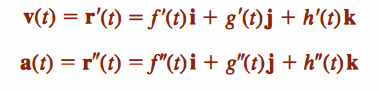 v(t) = r′(t) = f′(t)i + g′(t)j + h′(t)k
a(t) = r″(t) = f″(t)i + g″(t)j + h″(t)k